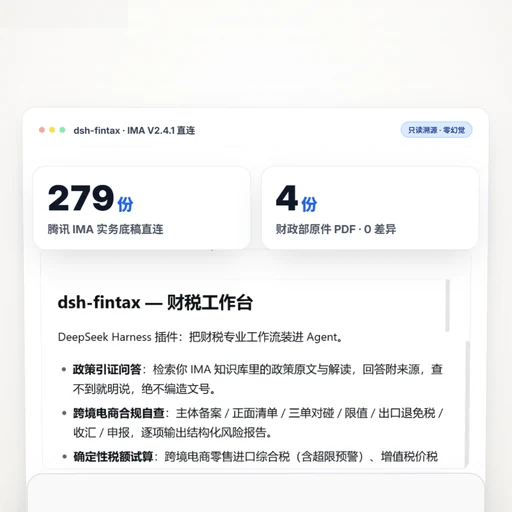 dsh-fintax · IMA V2.4.1 直连
只读溯源 · 零幻觉
279 份
腾讯 IMA 实务底稿直连
4 份
财政部原件 PDF · 0 差异
dsh-fintax — 财税工作台
DeepSeek Harness 插件：把财税专业工作流装进 Agent。
• 政策引证问答：检索你 IMA 知识库里的政策原文与解读，回答附来源，查
不到就明说，绝不编造文号。
• 跨境电商合规自查：主体备案 / 正面清单 / 三单对碰 / 限值 / 出口退免税 /
收汇 / 申报，逐项输出结构化风险报告。
• 确定性税额试算：跨境电商零售进口综合税（含超限预警）、增值税价税